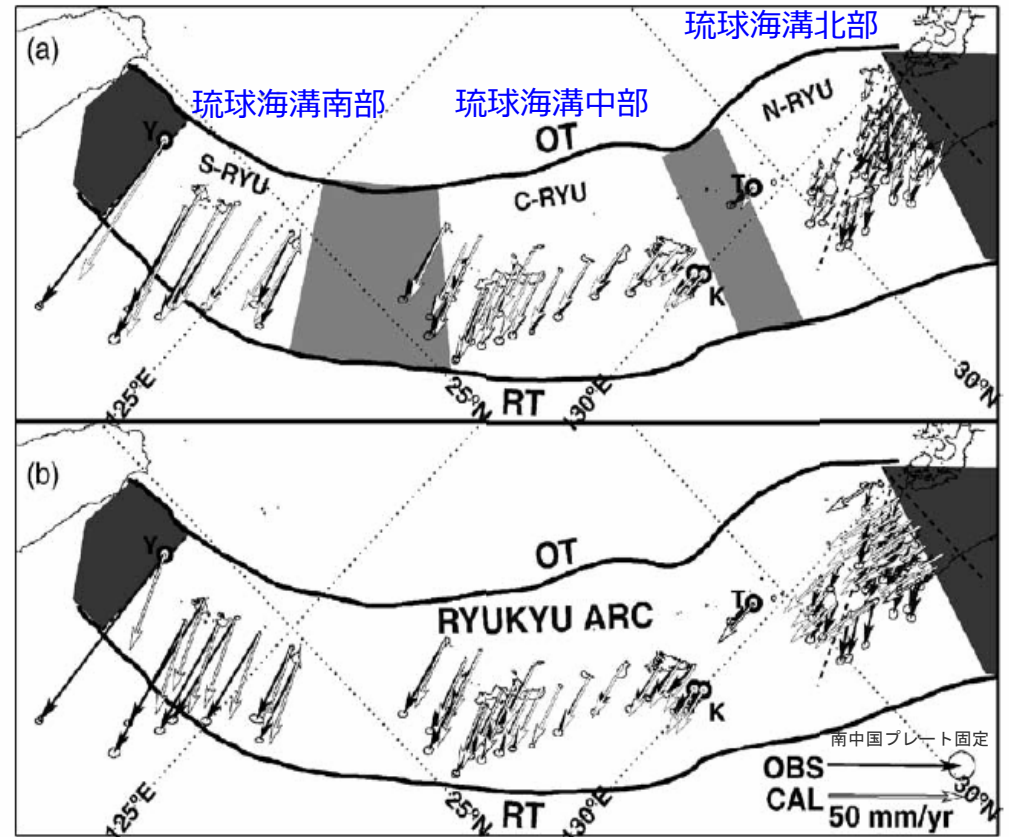 琉球海溝北部
(a)
琉球海溝南部
琉球海溝中部
N-RYU
OT
Y
S-RYU
C-RYU
T
K
125°E
25°N
RT
130°E
30°N
(b)
OT
Y
RYUKYU ARC
T
K
南中国プレート固定
OBS
CAL
50 mm/yr
125°E
25°N
RT
130°E
30°N